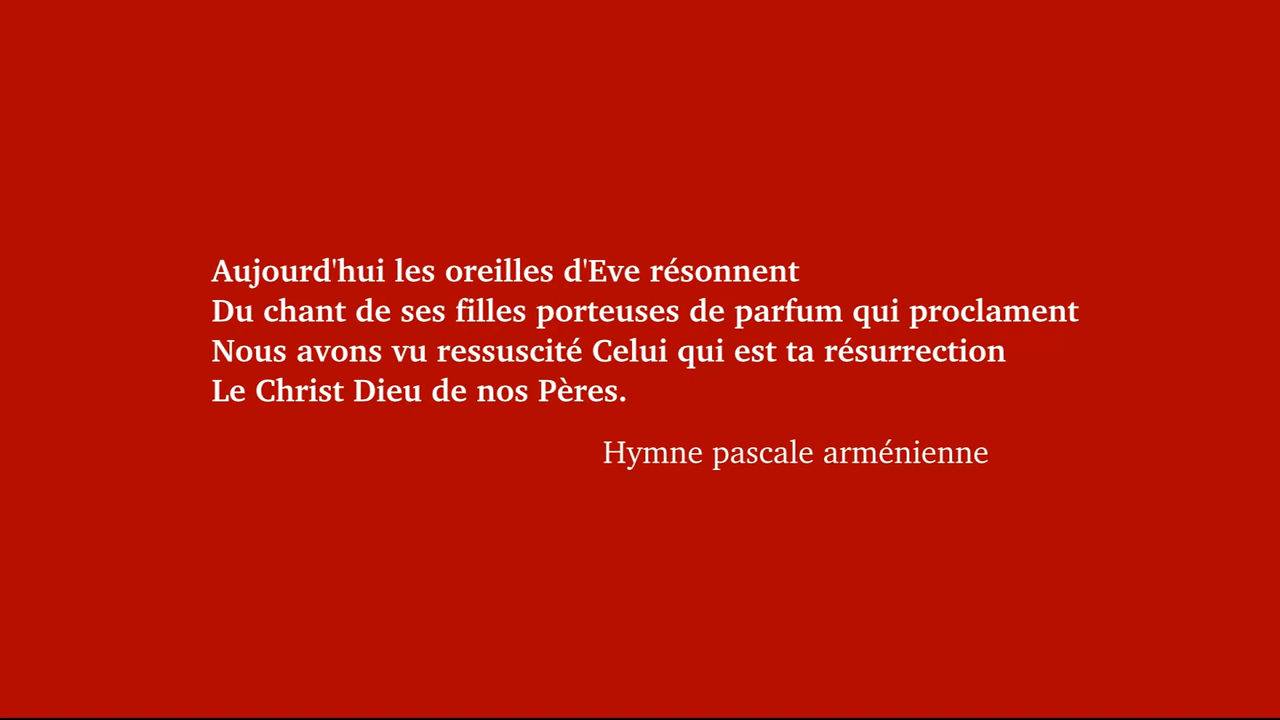 Aujourd'hui les oreilles d'Eve résonnent
Du chant de ses filles porteuses de parfum qui proclament
Nous avons vu ressuscité Celui qui est ta résurrection
Le Christ Dieu de nos Pères.
Hymne pascale arménienne